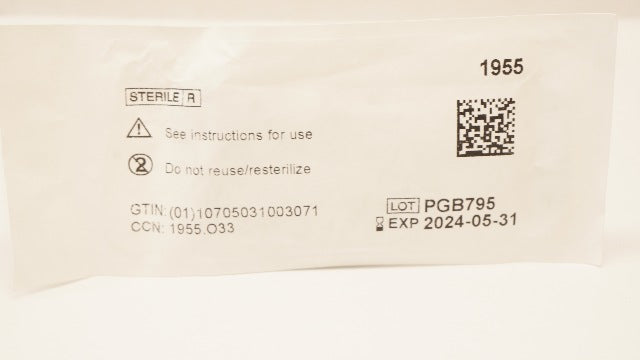 1955
STERILE R
See instructions for use
Do not reuse/resterilize
GTIN: (01)10705031003071
CCN: 1955.O33
LOT PGB795
EXP 2024-05-31